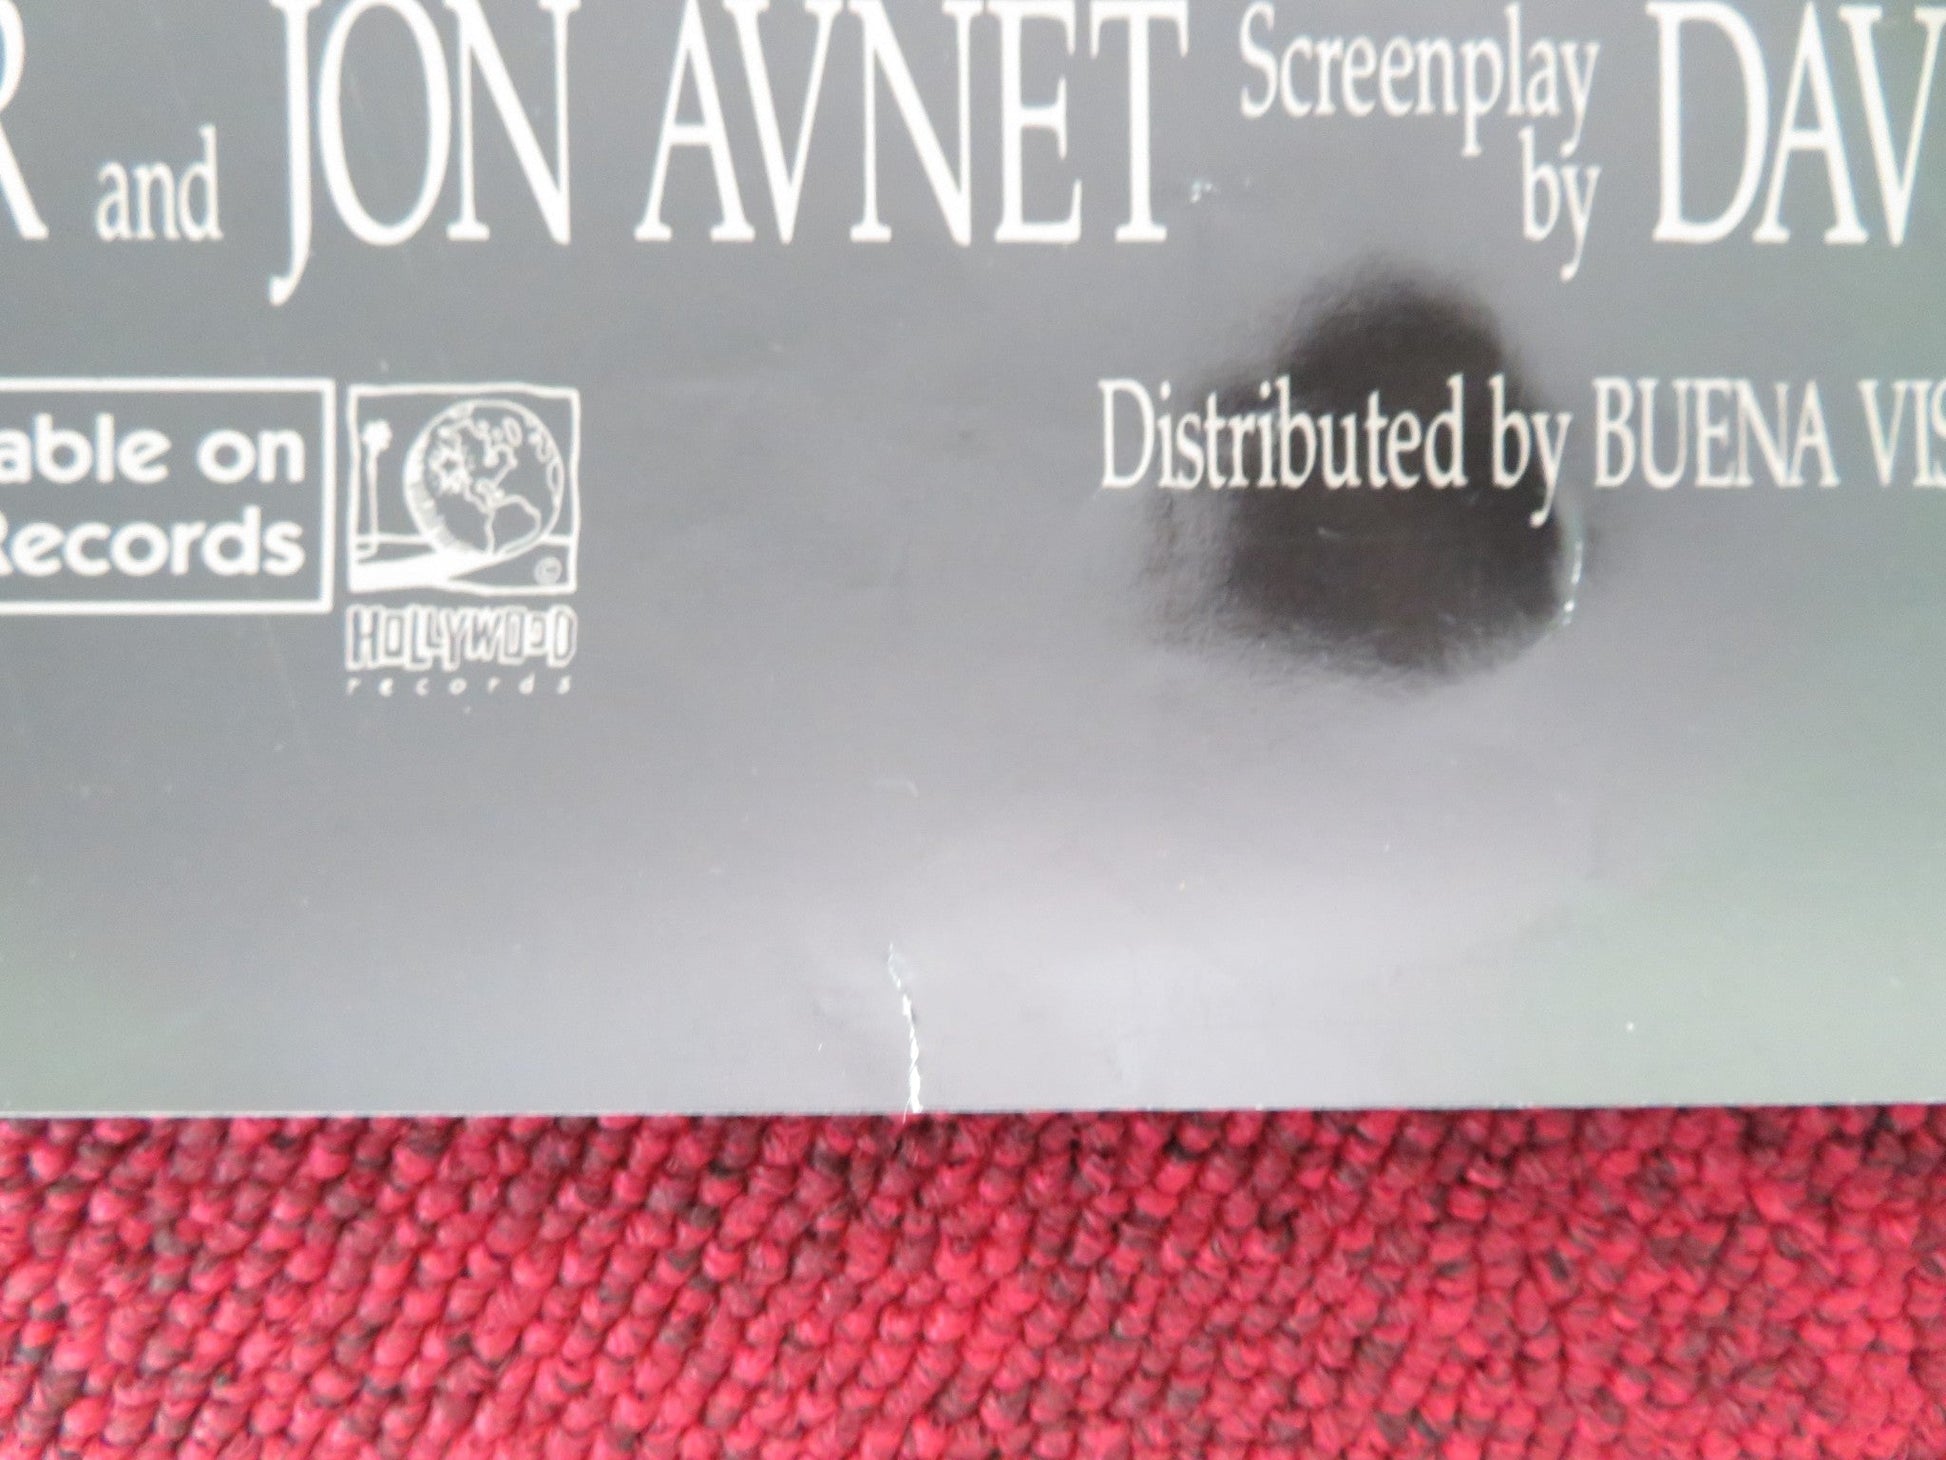 R and JON AVNET Screenplay by DAV
able on
Records
Distributed by BUENA VIS
©
HOLLYWOOD
records